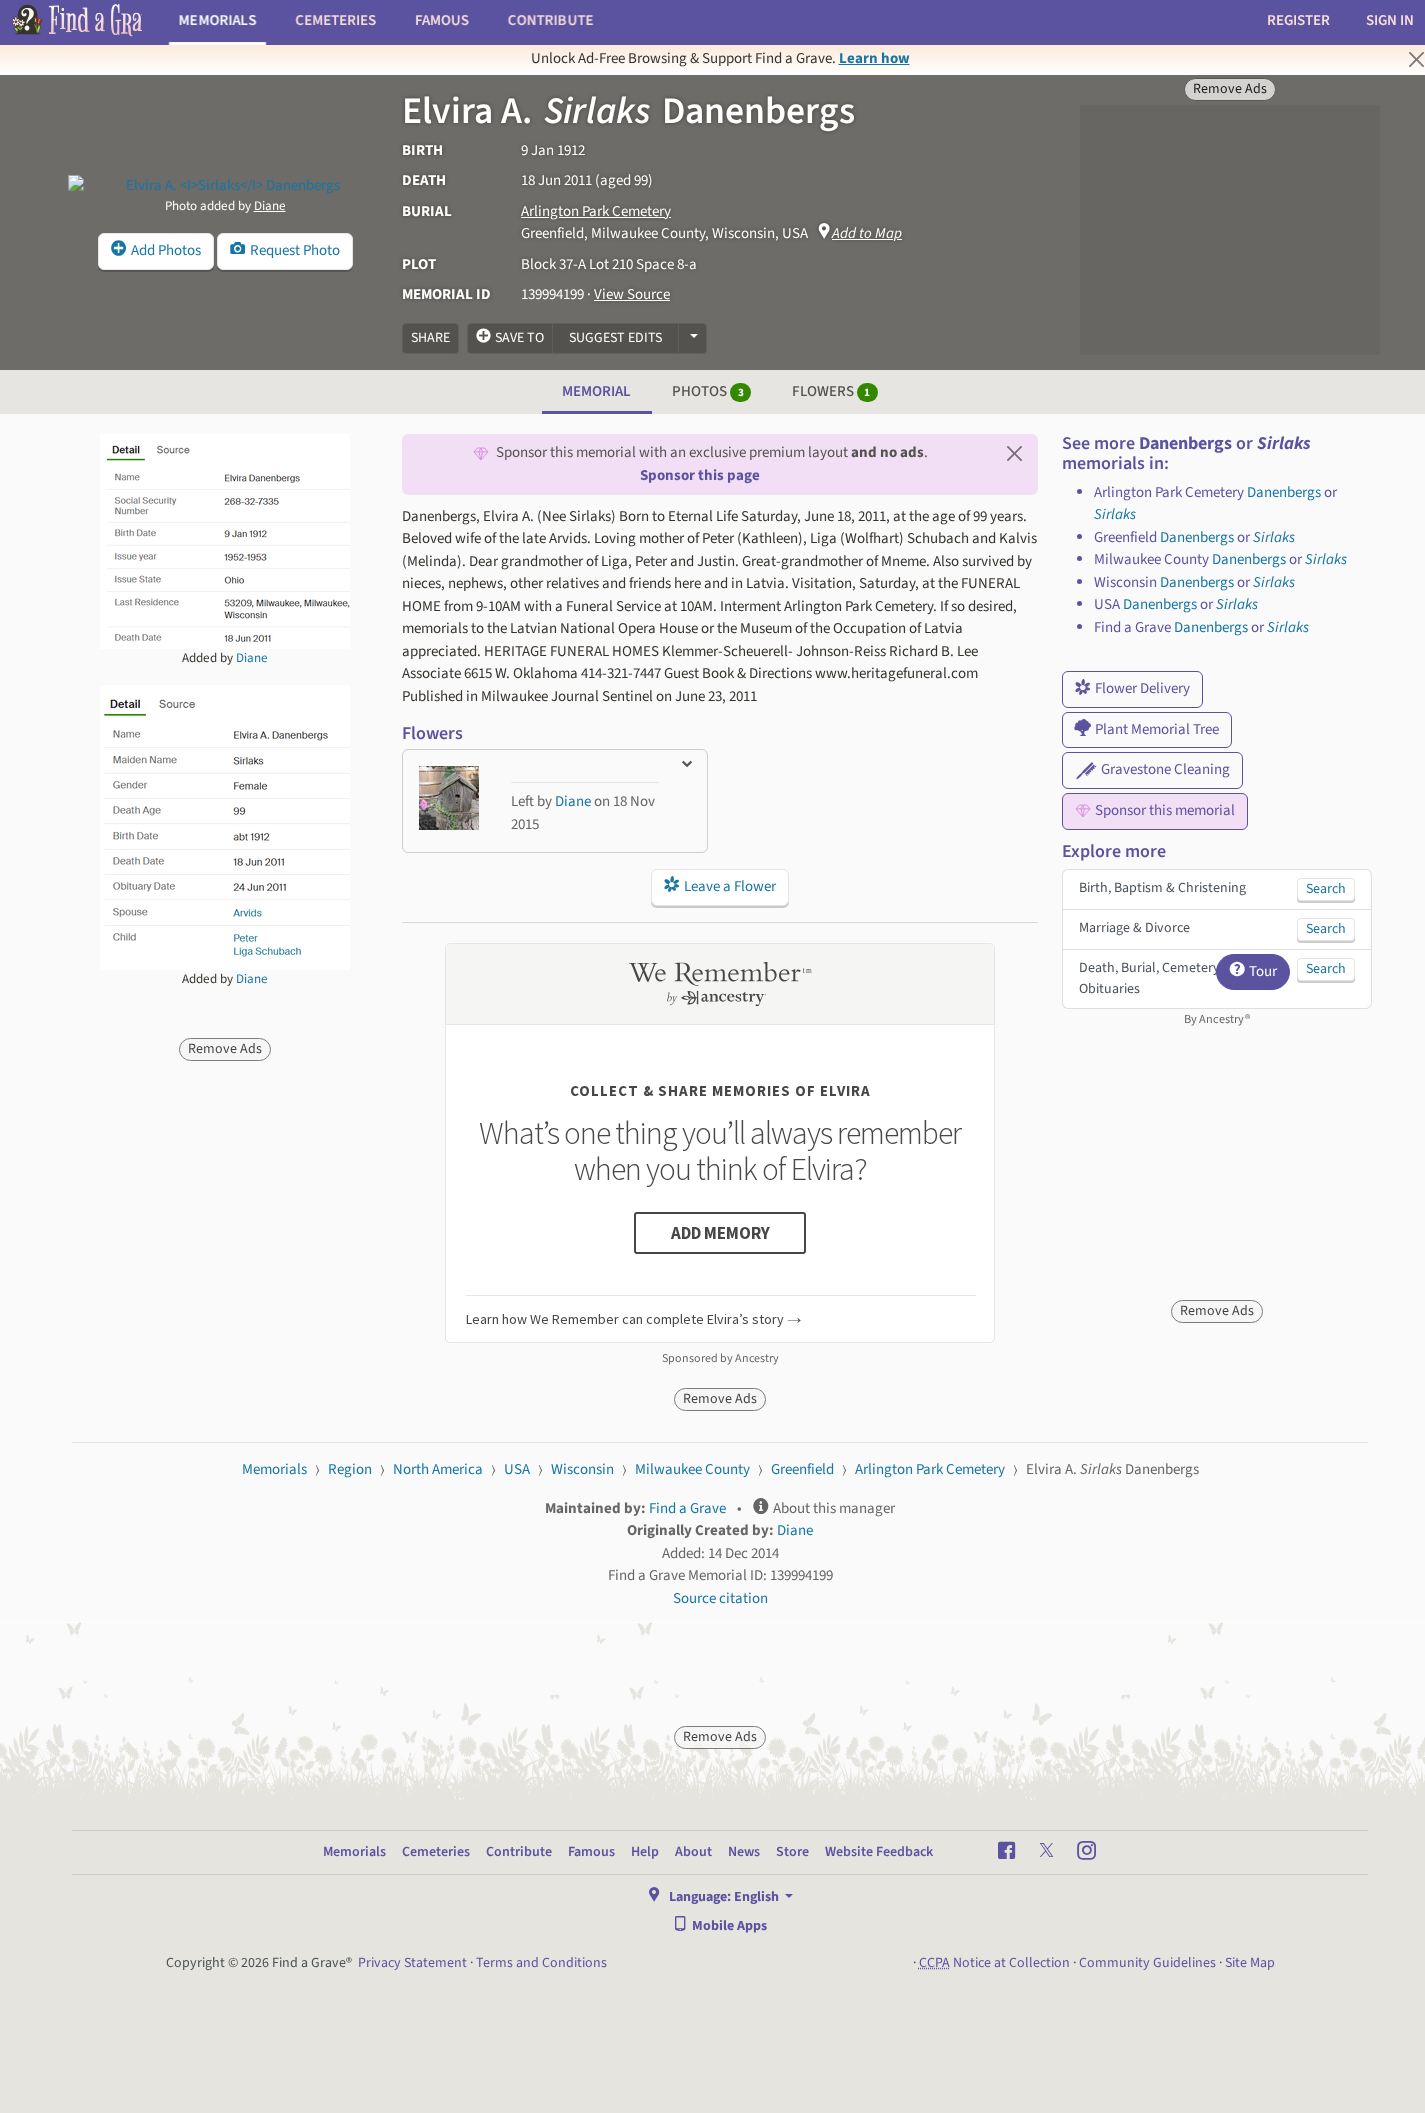 Find a Gra
MEMORIALS
CEMETERIES
FAMOUS
CONTRIBUTE
REGISTER
SIGN IN
Unlock Ad-Free Browsing & Support Find a Grave. Learn how
Remove Ads
Elvira A. <I>Sirlaks</I> Danenbergs
Photo added by Diane
Add Photos
Request Photo
Elvira A. Sirlaks Danenbergs
BIRTH 9 Jan 1912
DEATH 18 Jun 2011 (aged 99)
BURIAL Arlington Park Cemetery
Greenfield, Milwaukee County, Wisconsin, USA Add to Map
PLOT Block 37-A Lot 210 Space 8-a
MEMORIAL ID 139994199 · View Source
SHARE
SAVE TO
SUGGEST EDITS
MEMORIAL
PHOTOS 3
FLOWERS 1
Detail Source
Name Elvira Danenbergs
Social Security 268-32-7335
Number
Birth Date 9 Jan 1912
Issue year 1952-1953
Issue State Ohio
Last Residence 53209, Milwaukee, Milwaukee,
Wisconsin
Death Date 18 Jun 2011
Added by Diane
Detail Source
Name Elvira A. Danenbergs
Maiden Name Sirlaks
Gender Female
Death Age 99
Birth Date abt 1912
Death Date 18 Jun 2011
Obituary Date 24 Jun 2011
Spouse Arvids
Child Peter
Liga Schubach
Added by Diane
Remove Ads
Sponsor this memorial with an exclusive premium layout and no ads.
Sponsor this page
Danenbergs, Elvira A. (Nee Sirlaks) Born to Eternal Life Saturday, June 18, 2011, at the age of 99 years.
Beloved wife of the late Arvids. Loving mother of Peter (Kathleen), Liga (Wolfhart) Schubach and Kalvis
(Melinda). Dear grandmother of Liga, Peter and Justin. Great-grandmother of Mneme. Also survived by
nieces, nephews, other relatives and friends here and in Latvia. Visitation, Saturday, at the FUNERAL
HOME from 9-10AM with a Funeral Service at 10AM. Interment Arlington Park Cemetery. If so desired,
memorials to the Latvian National Opera House or the Museum of the Occupation of Latvia
appreciated. HERITAGE FUNERAL HOMES Klemmer-Scheuerell- Johnson-Reiss Richard B. Lee
Associate 6615 W. Oklahoma 414-321-7447 Guest Book & Directions www.heritagefuneral.com
Published in Milwaukee Journal Sentinel on June 23, 2011
Flowers
Left by Diane on 18 Nov
2015
Leave a Flower
We Remember™
by ancestry
COLLECT & SHARE MEMORIES OF ELVIRA
What’s one thing you’ll always remember
when you think of Elvira?
ADD MEMORY
Learn how We Remember can complete Elvira’s story →
Sponsored by Ancestry
Remove Ads
See more Danenbergs or Sirlaks
memorials in:
• Arlington Park Cemetery Danenbergs or
Sirlaks
• Greenfield Danenbergs or Sirlaks
• Milwaukee County Danenbergs or Sirlaks
• Wisconsin Danenbergs or Sirlaks
• USA Danenbergs or Sirlaks
• Find a Grave Danenbergs or Sirlaks
Flower Delivery
Plant Memorial Tree
Gravestone Cleaning
Sponsor this memorial
Explore more
Birth, Baptism & Christening Search
Marriage & Divorce Search
Death, Burial, Cemetery Search
Obituaries
Tour
By Ancestry®
Remove Ads
Memorials 〉 Region 〉 North America 〉 USA 〉 Wisconsin 〉 Milwaukee County 〉 Greenfield 〉 Arlington Park Cemetery 〉 Elvira A. Sirlaks Danenbergs
Maintained by: Find a Grave • About this manager
Originally Created by: Diane
Added: 14 Dec 2014
Find a Grave Memorial ID: 139994199
Source citation
Remove Ads
Memorials Cemeteries Contribute Famous Help About News Store Website Feedback
Language: English
Mobile Apps
Copyright © 2026 Find a Grave® Privacy Statement · Terms and Conditions
· CCPA Notice at Collection · Community Guidelines · Site Map